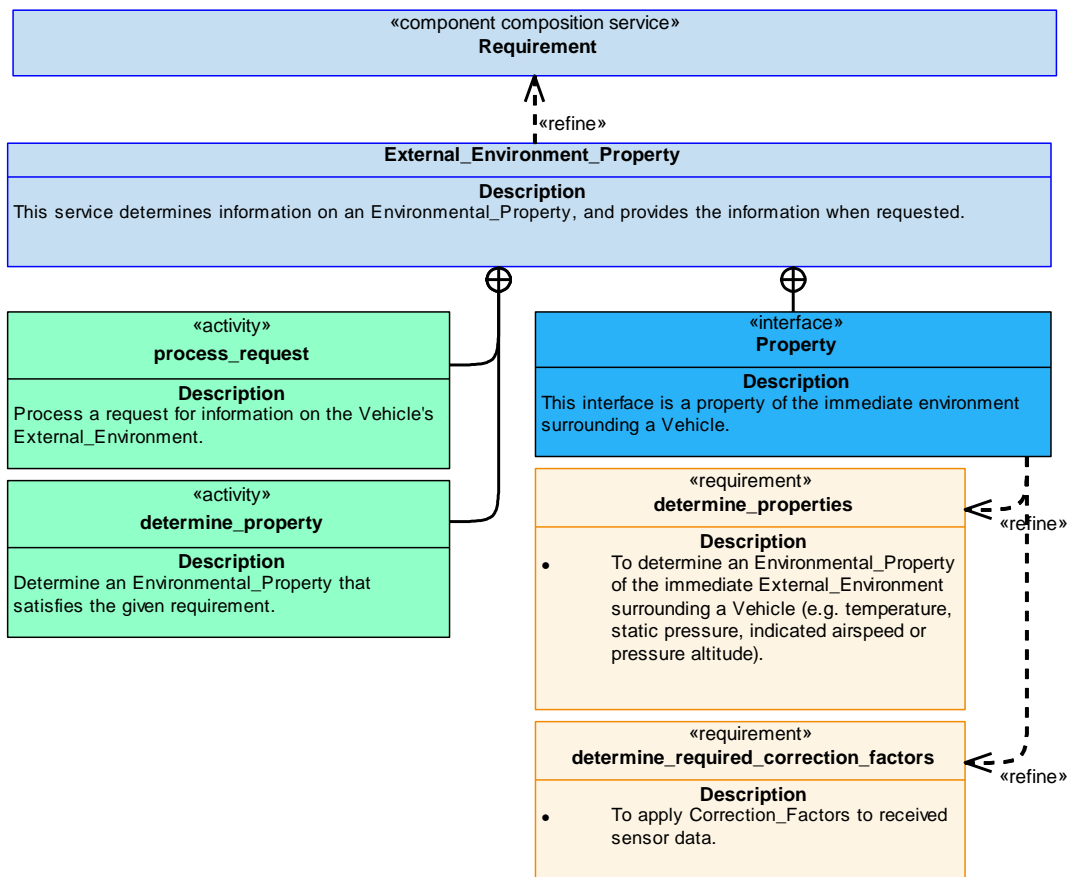 «component composition service»
Requirement
«refine»
External_Environment_Property
Description
This service determines information on an Environmental_Property, and provides the information when requested.
«activity»
process_request
Description
Process a request for information on the Vehicle's
External_Environment.
«activity»
determine_property
Description
Determine an Environmental_Property that
satisfies the given requirement.
«interface»
Property
Description
This interface is a property of the immediate environment
surrounding a Vehicle.
«requirement»
determine_properties
«refine»
Description
• To determine an Environmental_Property
of the immediate External_Environment
surrounding a Vehicle (e.g. temperature,
static pressure, indicated airspeed or
pressure altitude).
«requirement»
determine_required_correction_factors
«refine»
Description
• To apply Correction_Factors to received
sensor data.